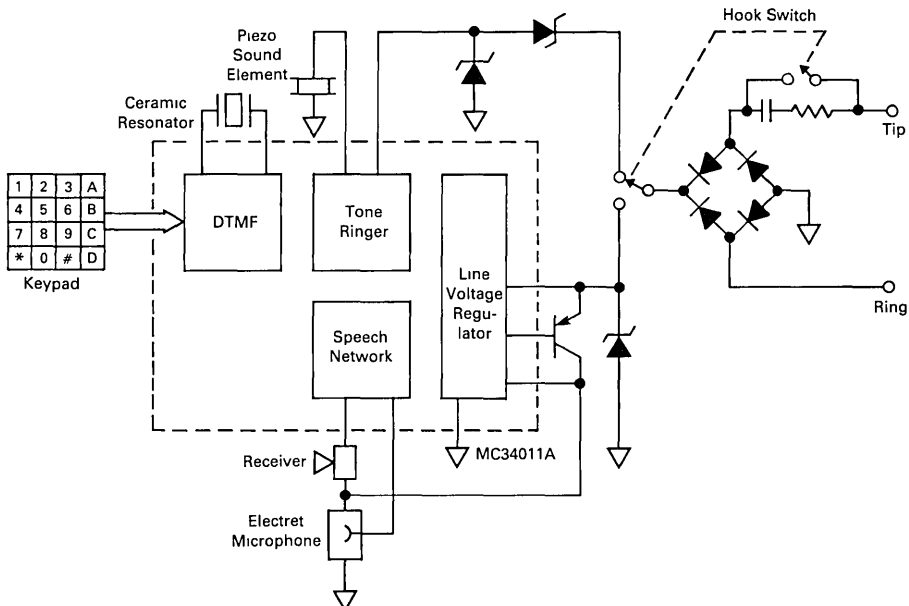 Hook Switch
Piezo
Sound
Element
Ceramic
Resonator
Tip
1 2 3 A
4 5 6 B
7 8 9 C
* 0 # D
Keypad
DTMF
Tone
Ringer
Line
Voltage
Regu-
lator
Ring
Speech
Network
MC34011A
Receiver
Electret
Microphone